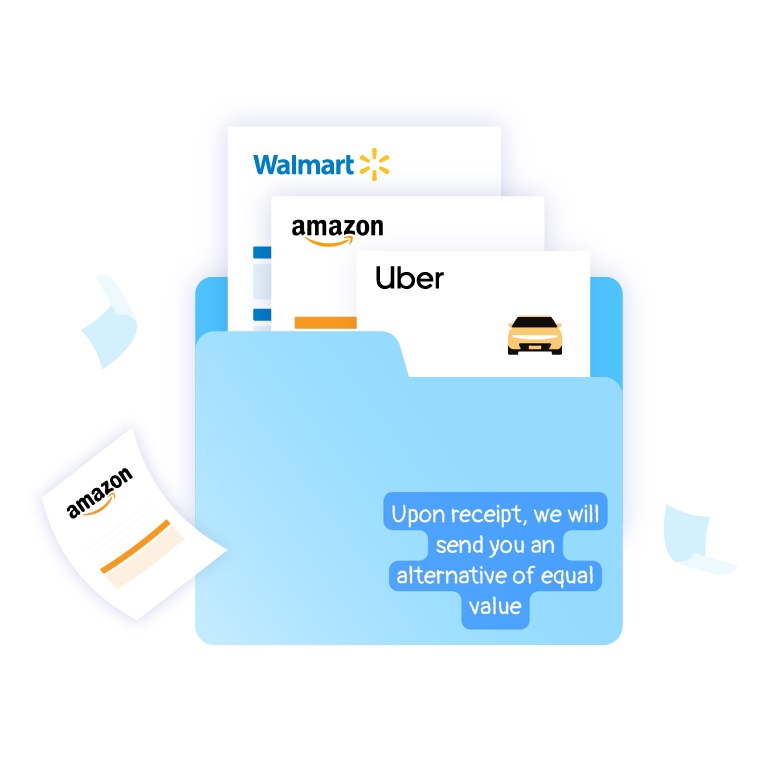 Walmart
amazon
Uber
amazon
Upon receipt, we will
send you an
alternative of equal
value